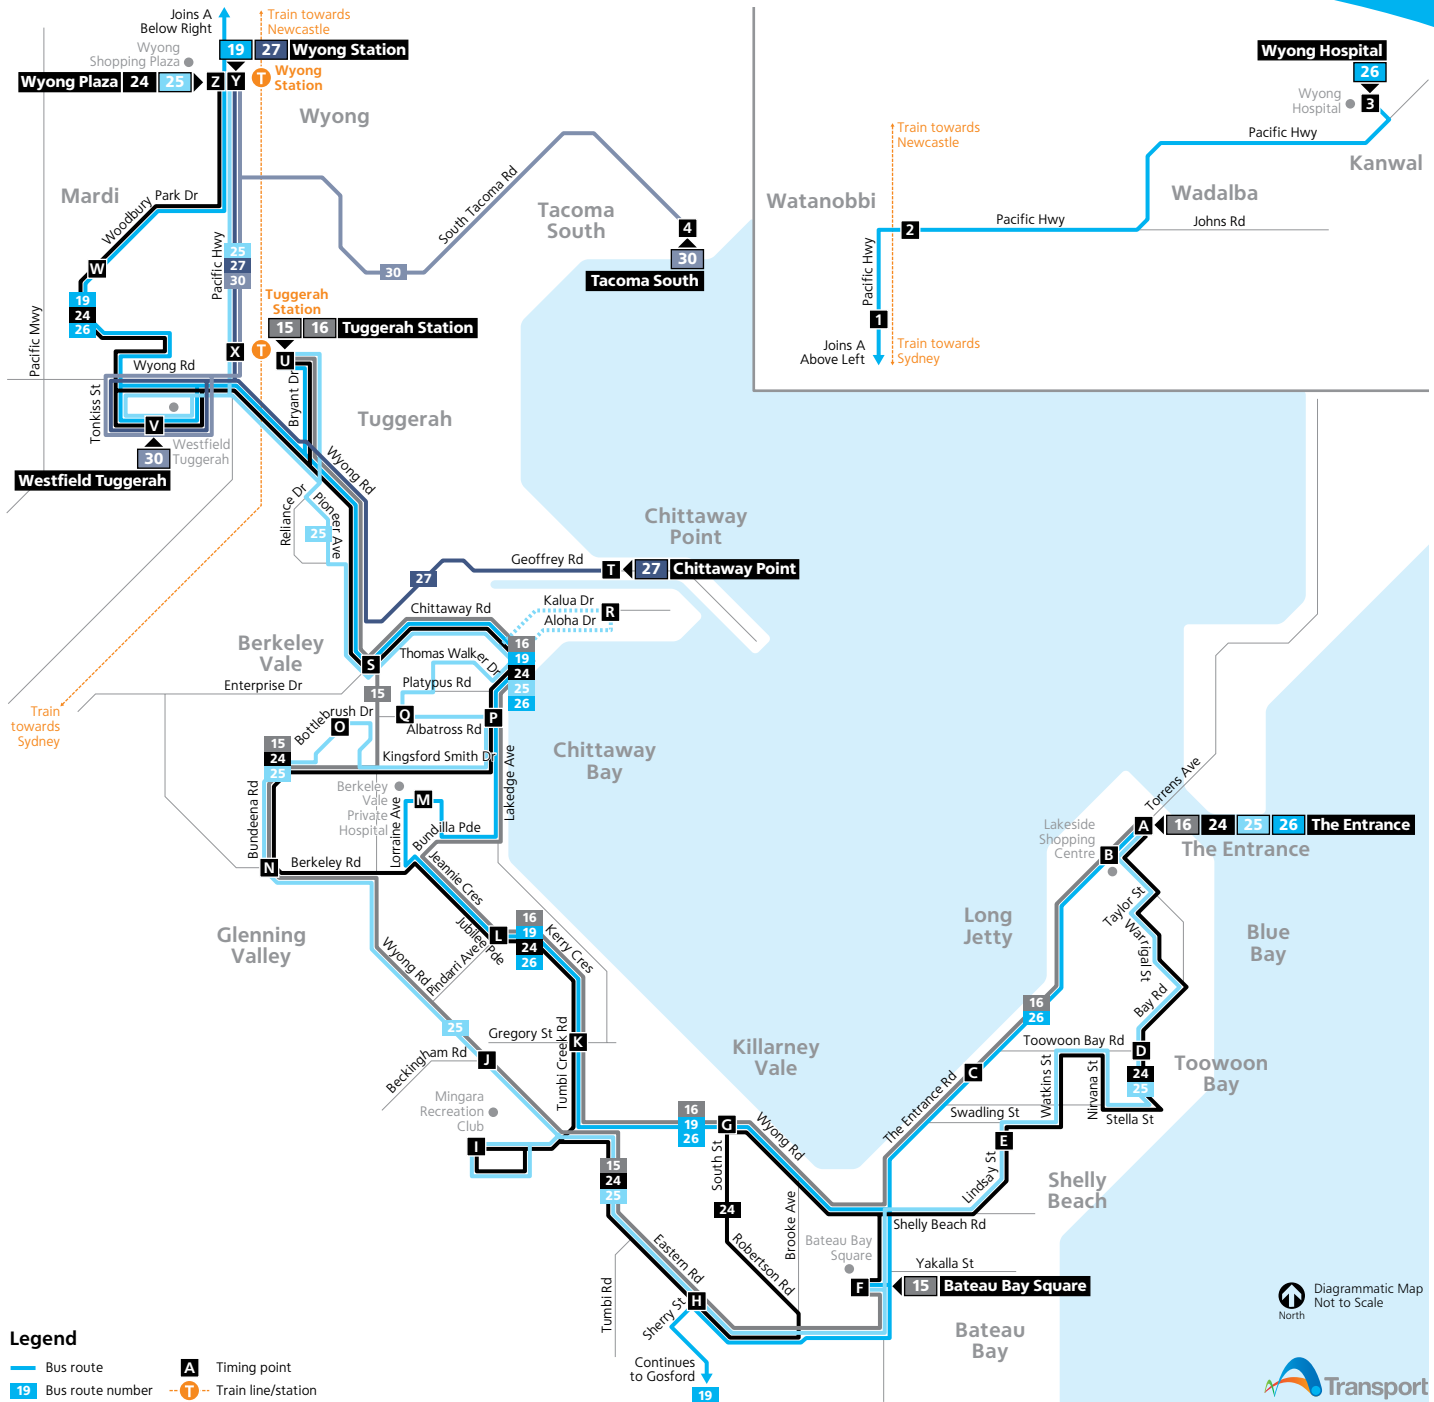 Joins A
Below Right
Train towards
Newcastle
Wyong
Shopping Plaza
19 27 Wyong Station
Wyong Plaza 24 25
Z Y
T
Wyong
Station
Wyong
Mardi
Park Dr
Woodbury
W
Pacific Hwy
25
27
30
South Tacoma Rd
30
Tacoma
South
4
30
Tacoma South
19
24
26
Pacific Mwy
Tuggerah
Station
15 16 Tuggerah Station
X
T
U
Wyong Rd
Bryant Dr
Tonkiss St
V
Westfield
Tuggerah
30
Westfield Tuggerah
Tuggerah
Wyong Rd
Reliance Dr
Pioneer Ave
25
Wyong Hospital
26
Wyong
Hospital
3
Pacific Hwy
Kanwal
Train towards
Newcastle
Watanobbi
Wadalba
2
Pacific Hwy
Johns Rd
Pacific Hwy
1
Joins A
Above Left
Train towards
Sydney
Chittaway
Point
Geoffrey Rd
T
27 Chittaway Point
27
Kalua Dr
R
Aloha Dr
Chittaway Rd
Berkeley
Vale
S
Thomas Walker Dr
16
19
24
25
26
Enterprise Dr
15
Platypus Rd
Train
towards
Sydney
Bottlebrush Dr
O
Q
P
Albatross Rd
15
24
25
Kingsford Smith Dr
Chittaway
Bay
Berkeley
Vale
Private
Hospital
M
Lakedge Ave
Bundeena Rd
Lorraine Ave
Bundilla Pde
N
Berkeley Rd
Jeannie Cres
Glenning
Valley
Jubilee Pde
L
16
19
24
26
Kerry Cres
Wyong Rd
Pindarri Ave
25
Gregory St
K
Beckingham Rd
J
Tumbi Creek Rd
Killarney
Vale
Mingara
Recreation
Club
I
16
19
26
G
Wyong Rd
South St
15
24
25
24
Brooke Ave
Robertson Rd
Eastern Rd
Tumbi Rd
H
Sherry St
Continues
to Gosford
19
Torrens Ave
A
16 24 25 26 The Entrance
The Entrance
Lakeside
Shopping
Centre
B
Taylor St
Warrigal St
Long
Jetty
Blue
Bay
Bay Rd
16
26
Toowoon Bay Rd
D
Toowoon
Bay
C
The Entrance Rd
Watkins St
Nirvana St
24
25
Swadling St
Stella St
E
Lindsay St
Shelly
Beach
Shelly Beach Rd
Bateau Bay
Square
Yakalla St
F
15 Bateau Bay Square
Bateau
Bay
North
Diagrammatic Map
Not to Scale
Legend
Bus route
A Timing point
19 Bus route number
T Train line/station
Transport